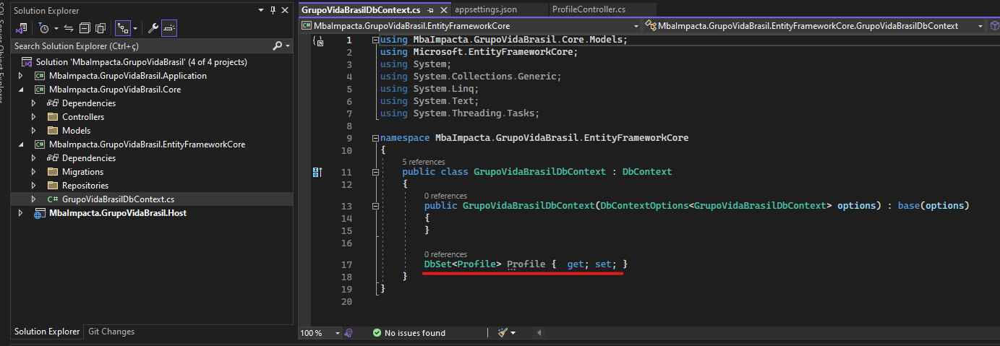 SQL Server Object Explorer
Solution Explorer
Search Solution Explorer (Ctrl+ç)
Solution 'MbaImpacta.GrupoVidaBrasil' (4 of 4 projects)
MbaImpacta.GrupoVidaBrasil.Application
MbaImpacta.GrupoVidaBrasil.Core
Dependencies
Controllers
Models
MbaImpacta.GrupoVidaBrasil.EntityFrameworkCore
Dependencies
Migrations
Repositories
C# GrupoVidaBrasilDbContext.cs
MbaImpacta.GrupoVidaBrasil.Host
Solution Explorer Git Changes
GrupoVidaBrasilDbContext.cs appsettings.json ProfileController.cs
MbaImpacta.GrupoVidaBrasil.EntityFrameworkCore MbaImpacta.GrupoVidaBrasil.EntityFrameworkCore.GrupoVidaBrasilDbContext
1 using MbaImpacta.GrupoVidaBrasil.Core.Models;
2 using Microsoft.EntityFrameworkCore;
3 using System;
4 using System.Collections.Generic;
5 using System.Linq;
6 using System.Text;
7 using System.Threading.Tasks;
8
9 namespace MbaImpacta.GrupoVidaBrasil.EntityFrameworkCore
10 {
5 references
11 public class GrupoVidaBrasilDbContext : DbContext
12 {
0 references
13 public GrupoVidaBrasilDbContext(DbContextOptions<GrupoVidaBrasilDbContext> options) : base(options)
14 {
15 }
16
0 references
17 DbSet<Profile> Profile {  get; set; }
18 }
19 }
20
100 % No issues found